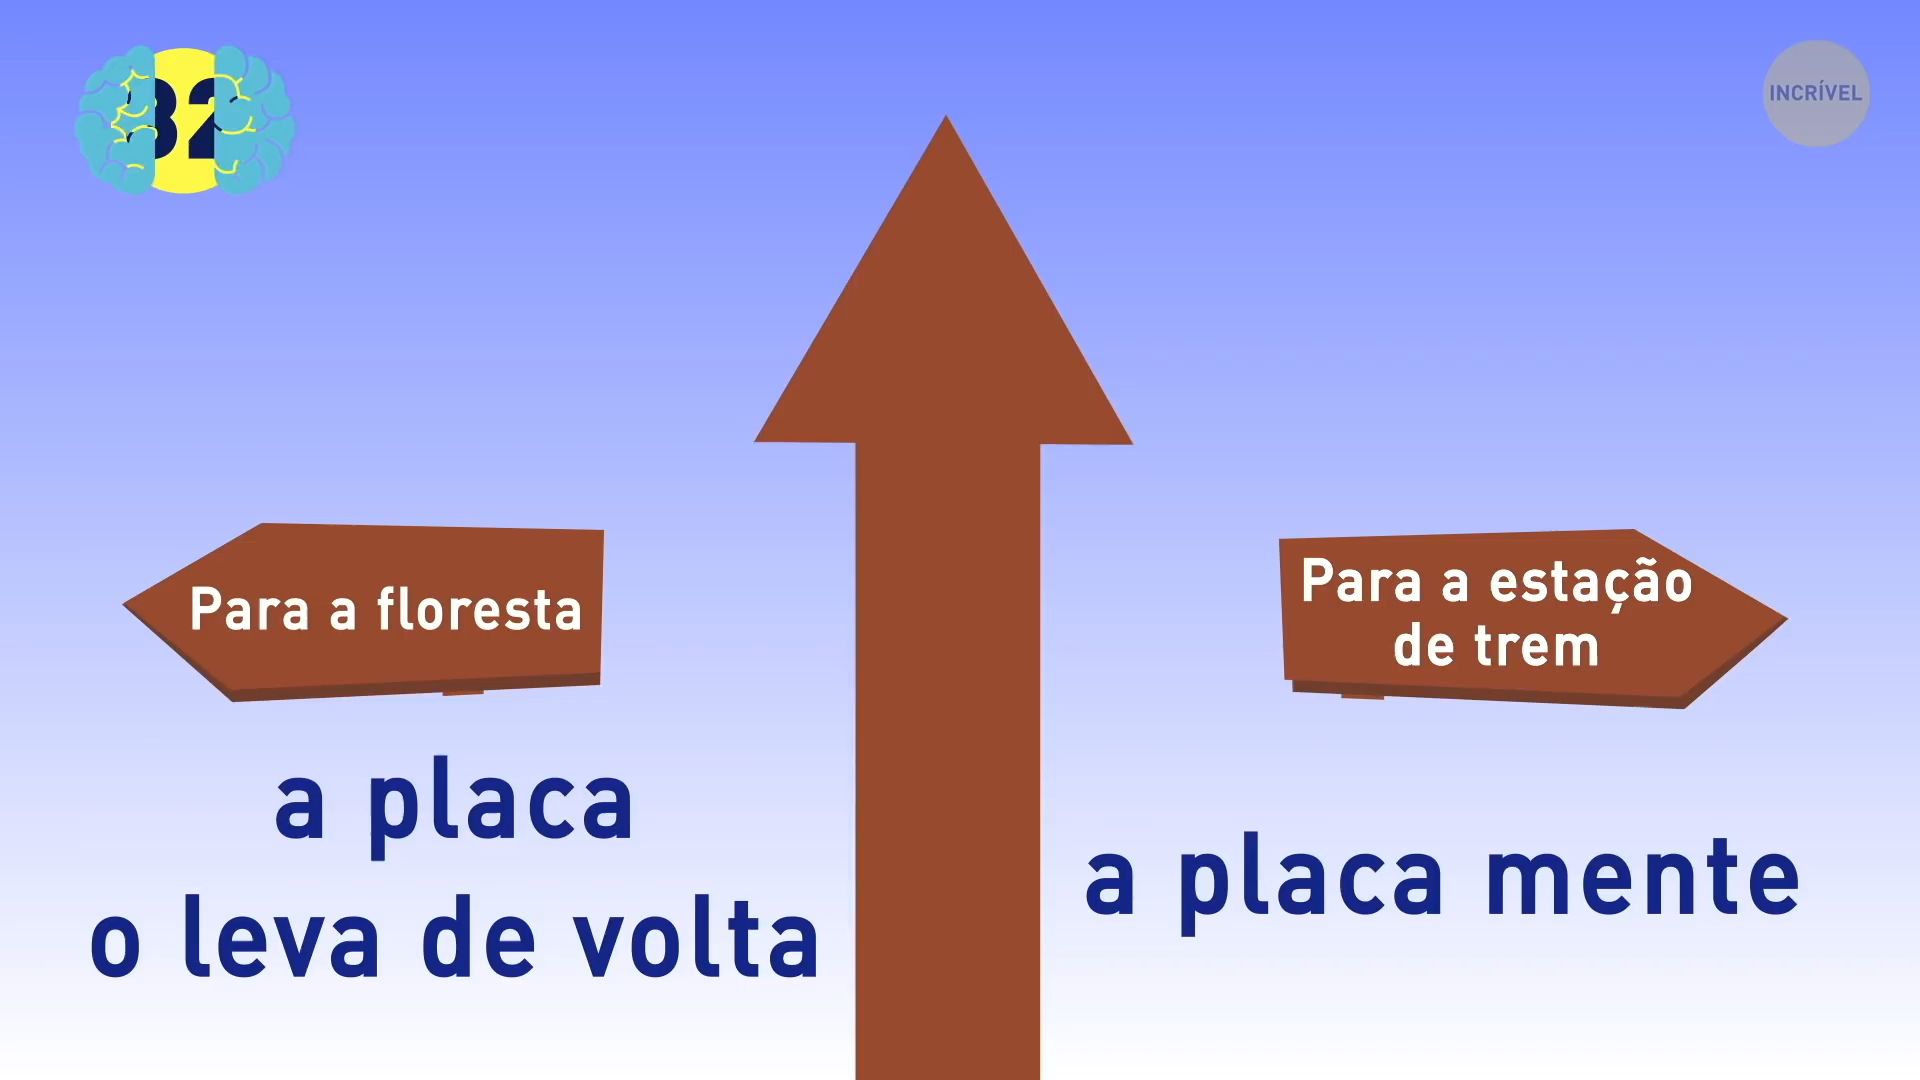 32
INCRÍVEL
Para a floresta
Para a estação
de trem
a placa
o leva de volta
a placa mente